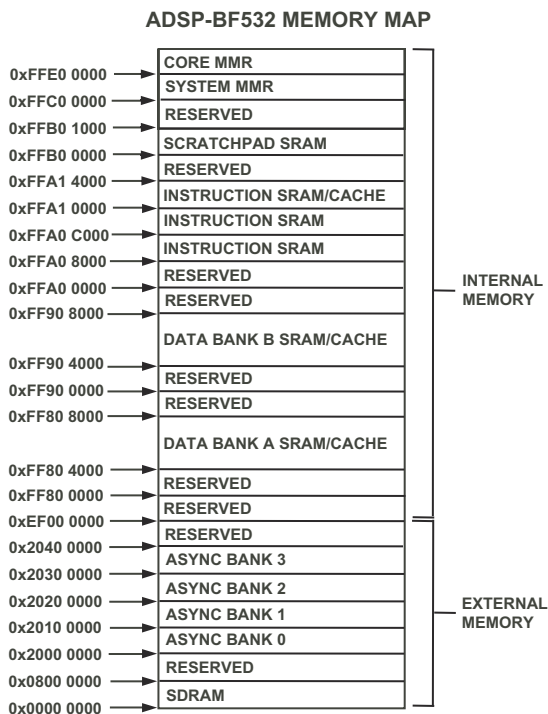 ADSP-BF532 MEMORY MAP
CORE MMR
0xFFE0 0000
SYSTEM MMR
0xFFC0 0000
RESERVED
0xFFB0 1000
SCRATCHPAD SRAM
0xFFB0 0000
RESERVED
0xFFA1 4000
INSTRUCTION SRAM/CACHE
0xFFA1 0000
INSTRUCTION SRAM
0xFFA0 C000
INSTRUCTION SRAM
0xFFA0 8000
RESERVED
0xFFA0 0000
RESERVED
0xFF90 8000
INTERNAL
MEMORY
DATA BANK B SRAM/CACHE
0xFF90 4000
RESERVED
0xFF90 0000
RESERVED
0xFF80 8000
DATA BANK A SRAM/CACHE
0xFF80 4000
RESERVED
0xFF80 0000
RESERVED
0xEF00 0000
RESERVED
0x2040 0000
ASYNC BANK 3
0x2030 0000
ASYNC BANK 2
0x2020 0000
EXTERNAL
MEMORY
ASYNC BANK 1
0x2010 0000
ASYNC BANK 0
0x2000 0000
RESERVED
0x0800 0000
SDRAM
0x0000 0000